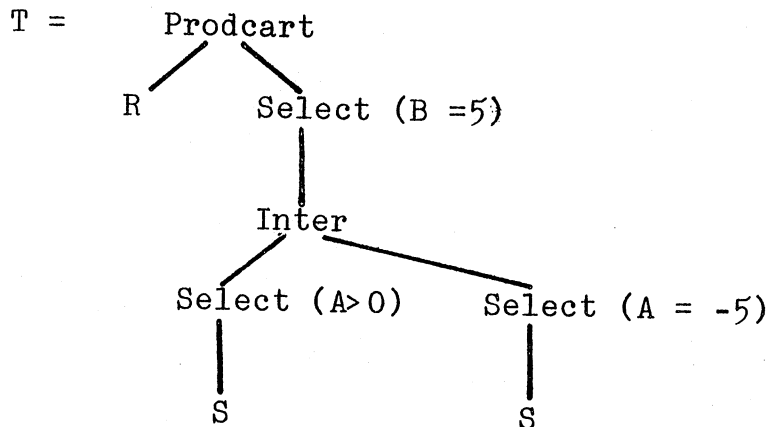 T = Prodcart
R Select (B =5)
Inter
Select (A>0) Select (A = -5)
S S